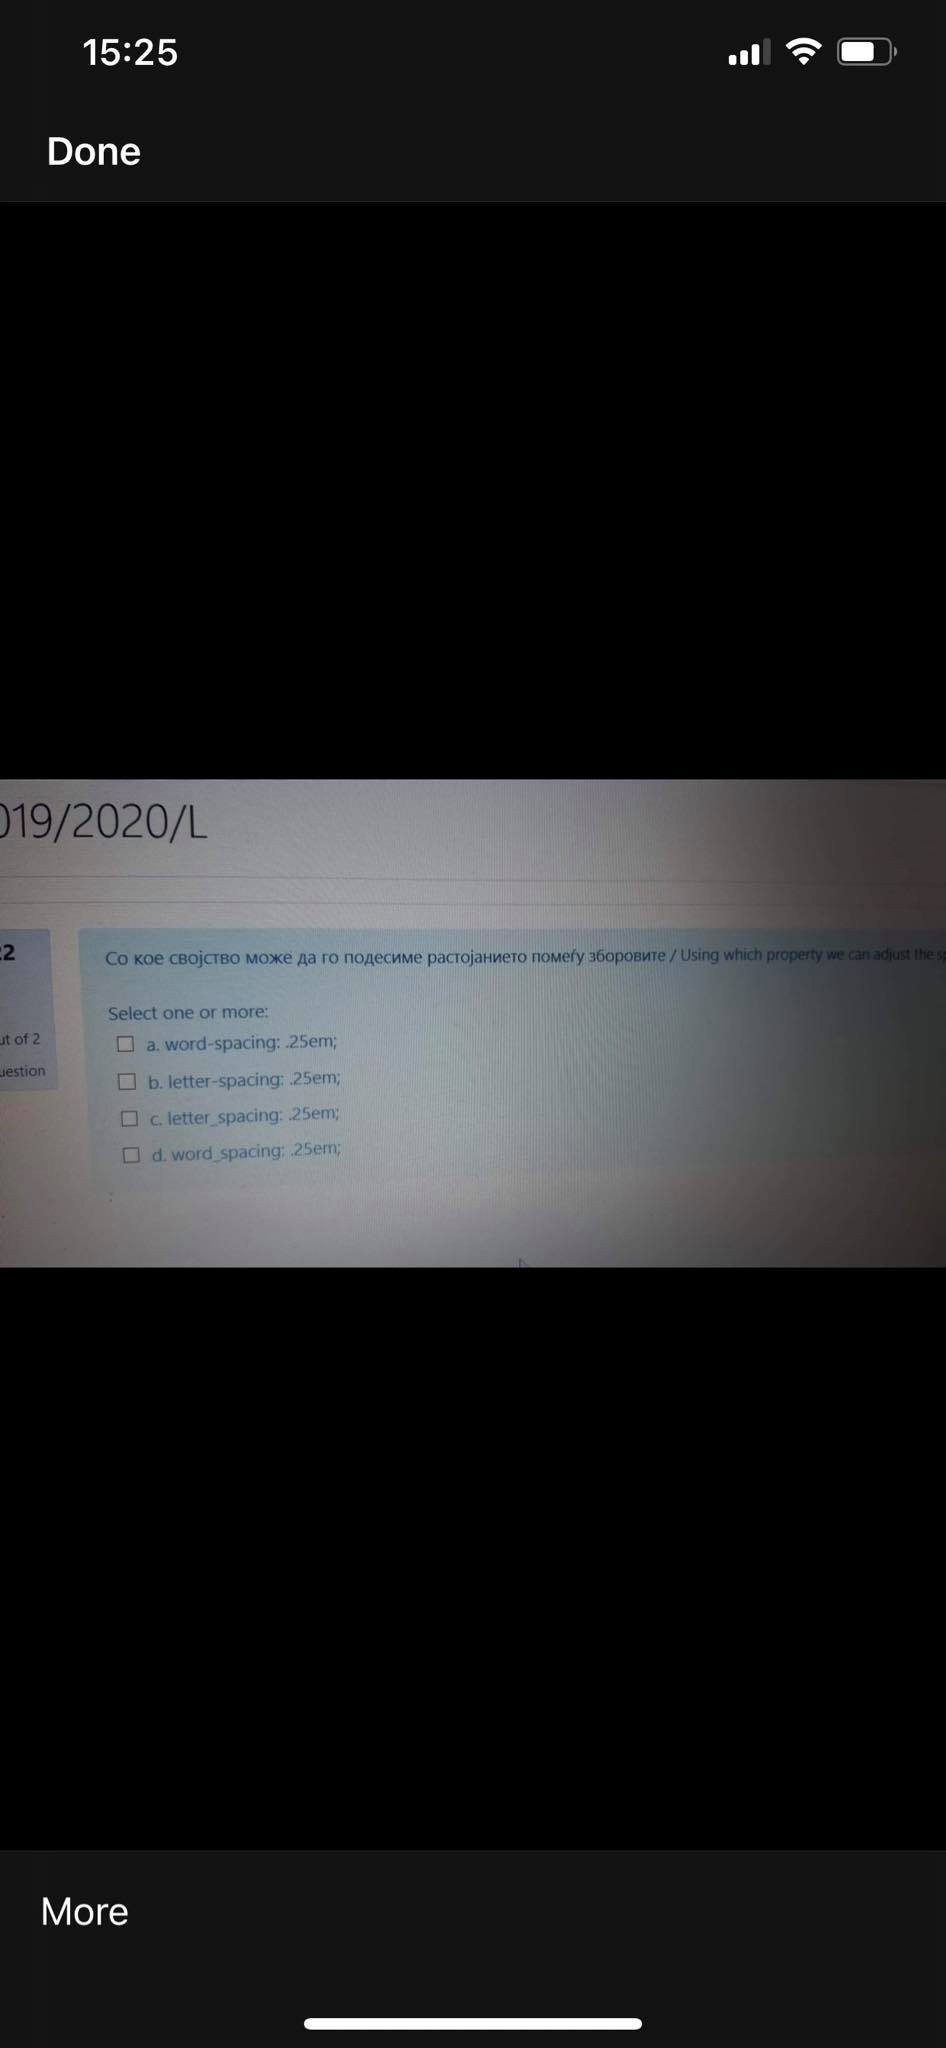 15:25
Done
019/2020/L
22
Со кое својство може да го подесиме растојанието помеѓу зборовите / Using which property we can adjust the
ut of 2
Select one or more:
uestion
a. word-spacing: .25em;
b. letter-spacing: .25em;
c. letter_spacing: .25em;
d. word_spacing: .25em;
More